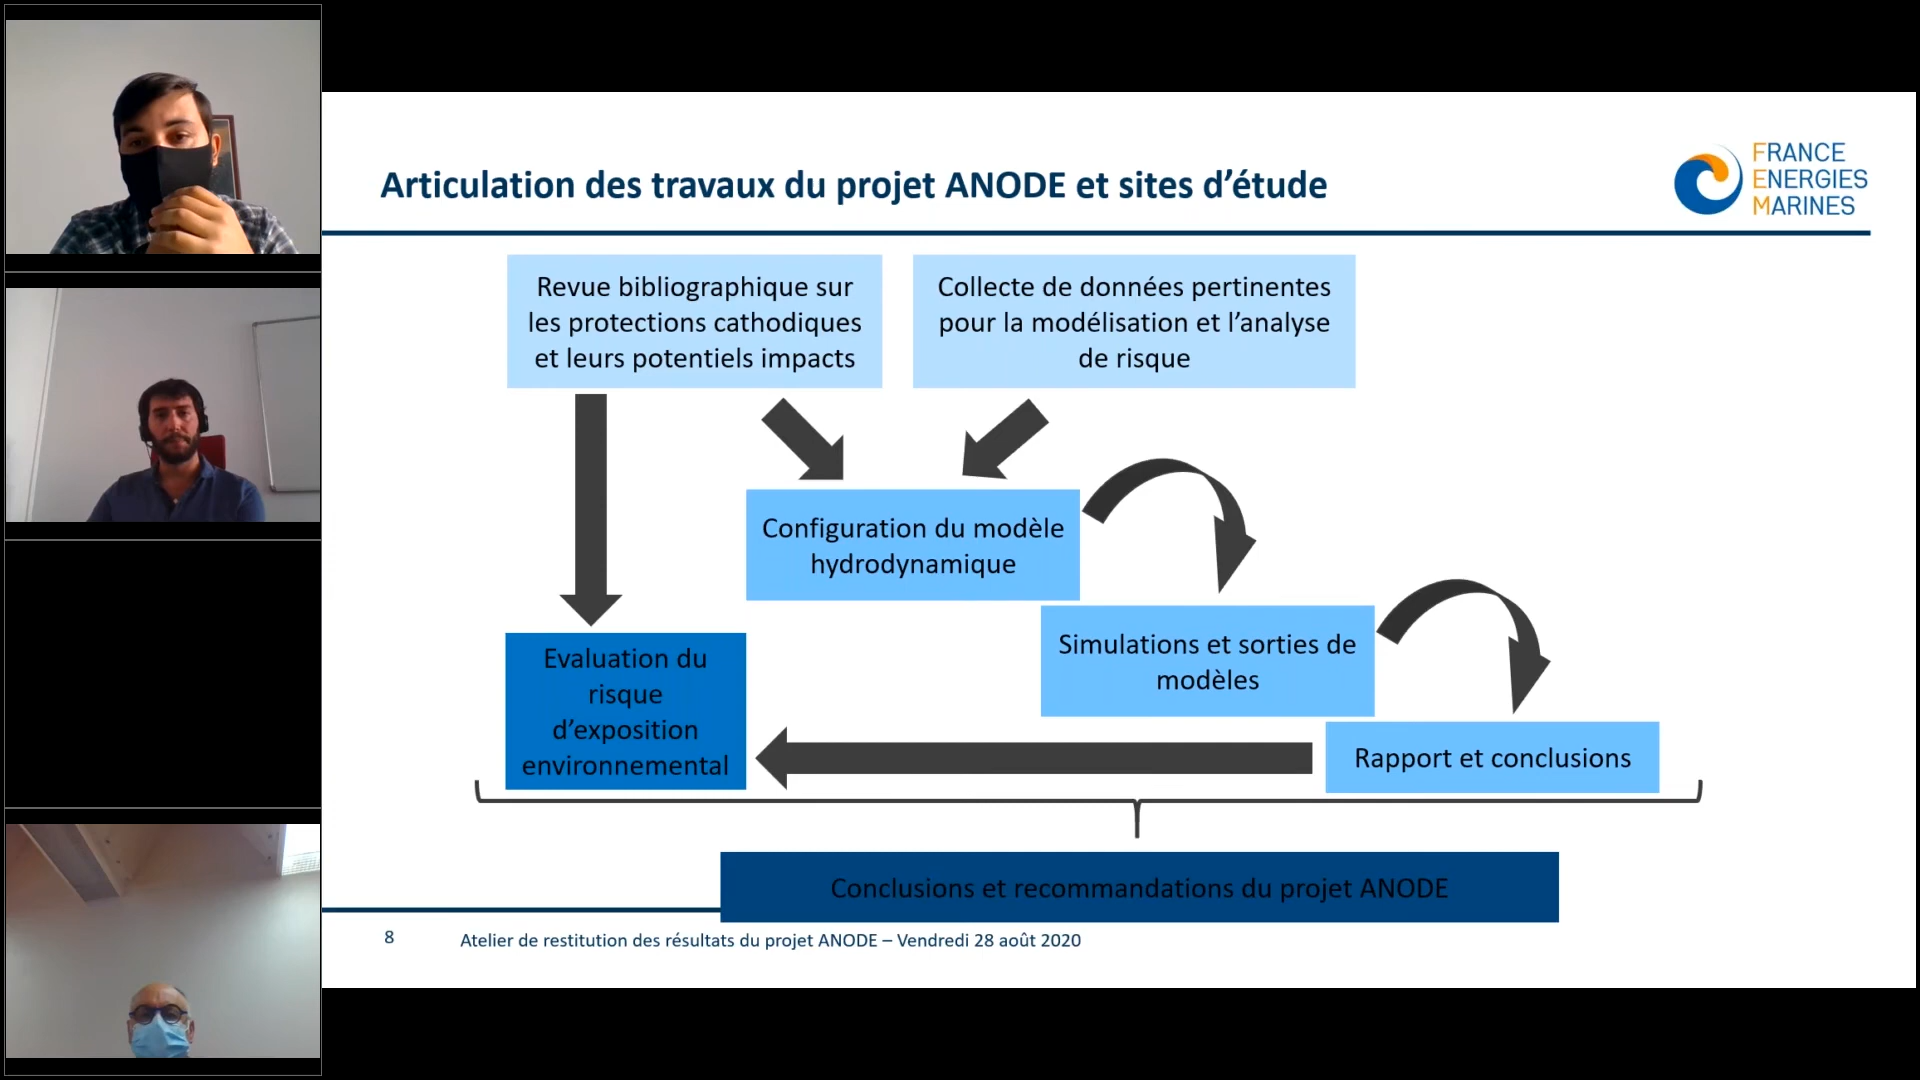 Articulation des travaux du projet ANODE et sites d’étude
FRANCE
ENERGIES
MARINES
Revue bibliographique sur
les protections cathodiques
et leurs potentiels impacts
Collecte de données pertinentes
pour la modélisation et l’analyse
de risque
Configuration du modèle
hydrodynamique
Simulations et sorties de
modèles
Evaluation du
risque
d’exposition
environnemental
Rapport et conclusions
Conclusions et recommandations du projet ANODE
8
Atelier de restitution des résultats du projet ANODE – Vendredi 28 août 2020